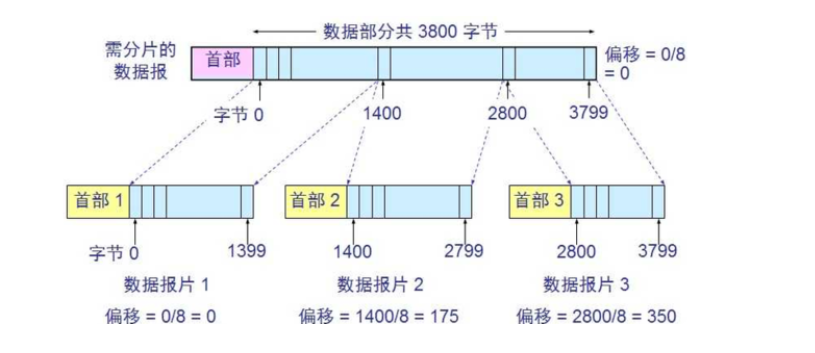 数据部分共 3800 字节
需分片的
数据报
首部
偏移 = 0/8
= 0
字节 0
1400
2800
3799
首部 1
首部 2
首部 3
字节 0
1399
1400
2799
2800
3799
数据报片 1
数据报片 2
数据报片 3
偏移 = 0/8 = 0
偏移 = 1400/8 = 175
偏移 = 2800/8 = 350